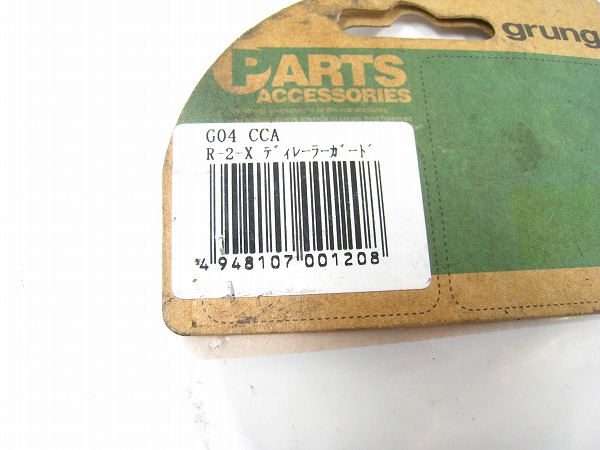 grung
PARTS
ACCESSORIES
G04 CCA
R-2-X ﾃﾞｨﾚｰﾗｰｶﾞｰﾄﾞ
4 948107 001208